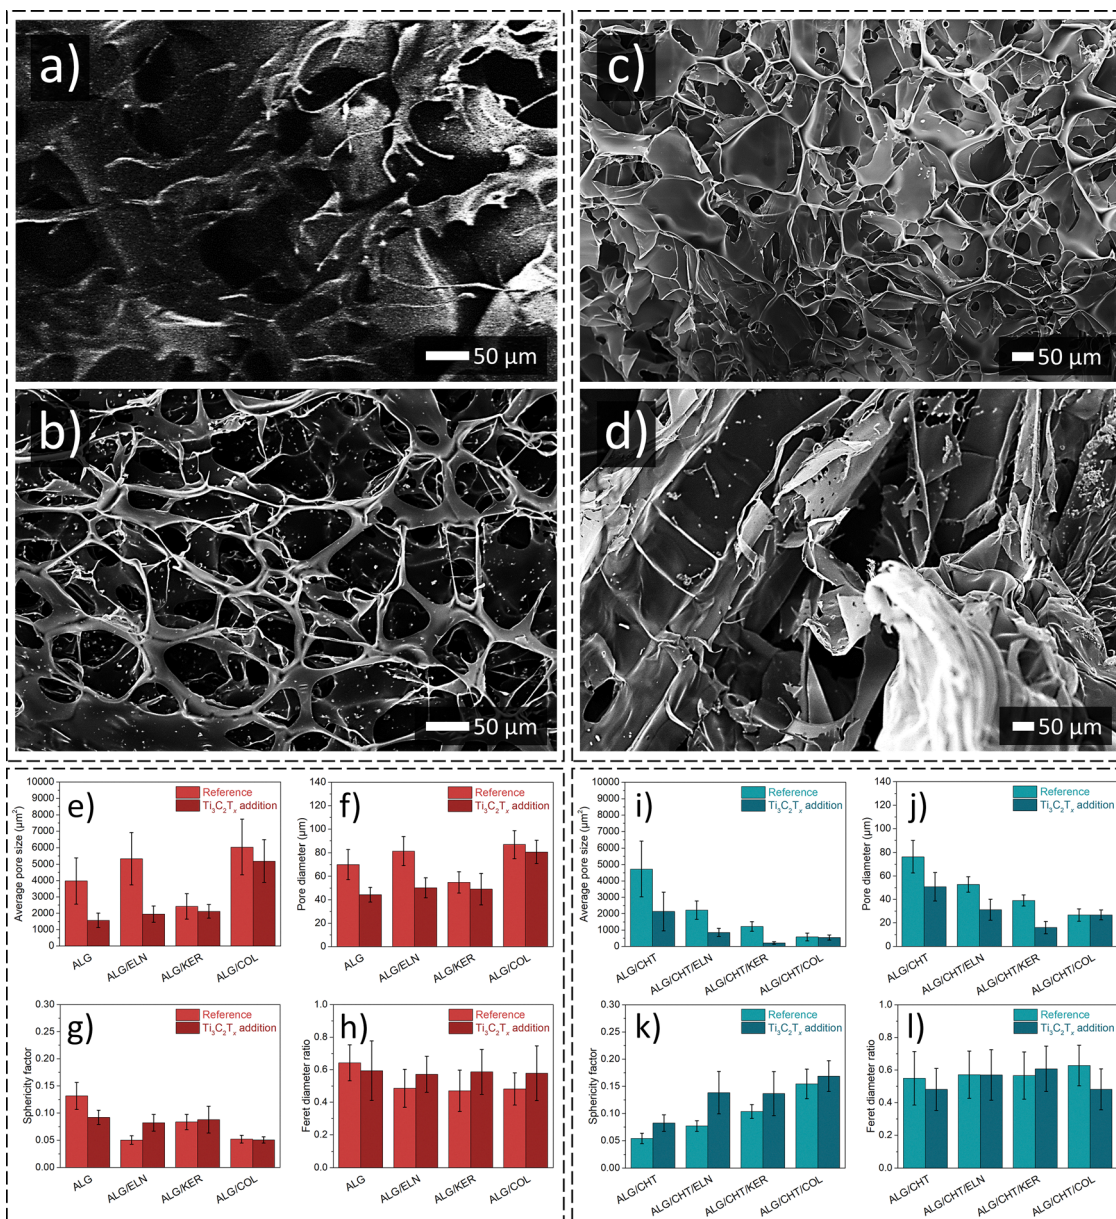 a)
50 µm
c)
50 µm
b)
50 µm
d)
50 µm
e)
Average pore size (µm²)
10000
9000
8000
7000
6000
5000
4000
3000
2000
1000
0
Reference
Ti₃C₂Tₓ addition
ALG
ALG/ELN
ALG/KER
ALG/COL
f)
Pore diameter (µm)
140
120
100
80
60
40
20
0
Reference
Ti₃C₂Tₓ addition
ALG
ALG/ELN
ALG/KER
ALG/COL
i)
Average pore size (µm²)
10000
9000
8000
7000
6000
5000
4000
3000
2000
1000
0
Reference
Ti₃C₂Tₓ addition
ALG/CHT
ALG/CHT/ELN
ALG/CHT/KER
ALG/CHT/COL
j)
Pore diameter (µm)
140
120
100
80
60
40
20
0
Reference
Ti₃C₂Tₓ addition
ALG/CHT
ALG/CHT/ELN
ALG/CHT/KER
ALG/CHT/COL
g)
Sphericity factor
0.30
0.25
0.20
0.15
0.10
0.05
0.00
Reference
Ti₃C₂Tₓ addition
ALG
ALG/ELN
ALG/KER
ALG/COL
h)
Feret diameter ratio
1.0
0.8
0.6
0.4
0.2
0.0
Reference
Ti₃C₂Tₓ addition
ALG
ALG/ELN
ALG/KER
ALG/COL
k)
Sphericity factor
0.30
0.25
0.20
0.15
0.10
0.05
0.00
Reference
Ti₃C₂Tₓ addition
ALG/CHT
ALG/CHT/ELN
ALG/CHT/KER
ALG/CHT/COL
l)
Feret diameter ratio
1.0
0.8
0.6
0.4
0.2
0.0
Reference
Ti₃C₂Tₓ addition
ALG/CHT
ALG/CHT/ELN
ALG/CHT/KER
ALG/CHT/COL